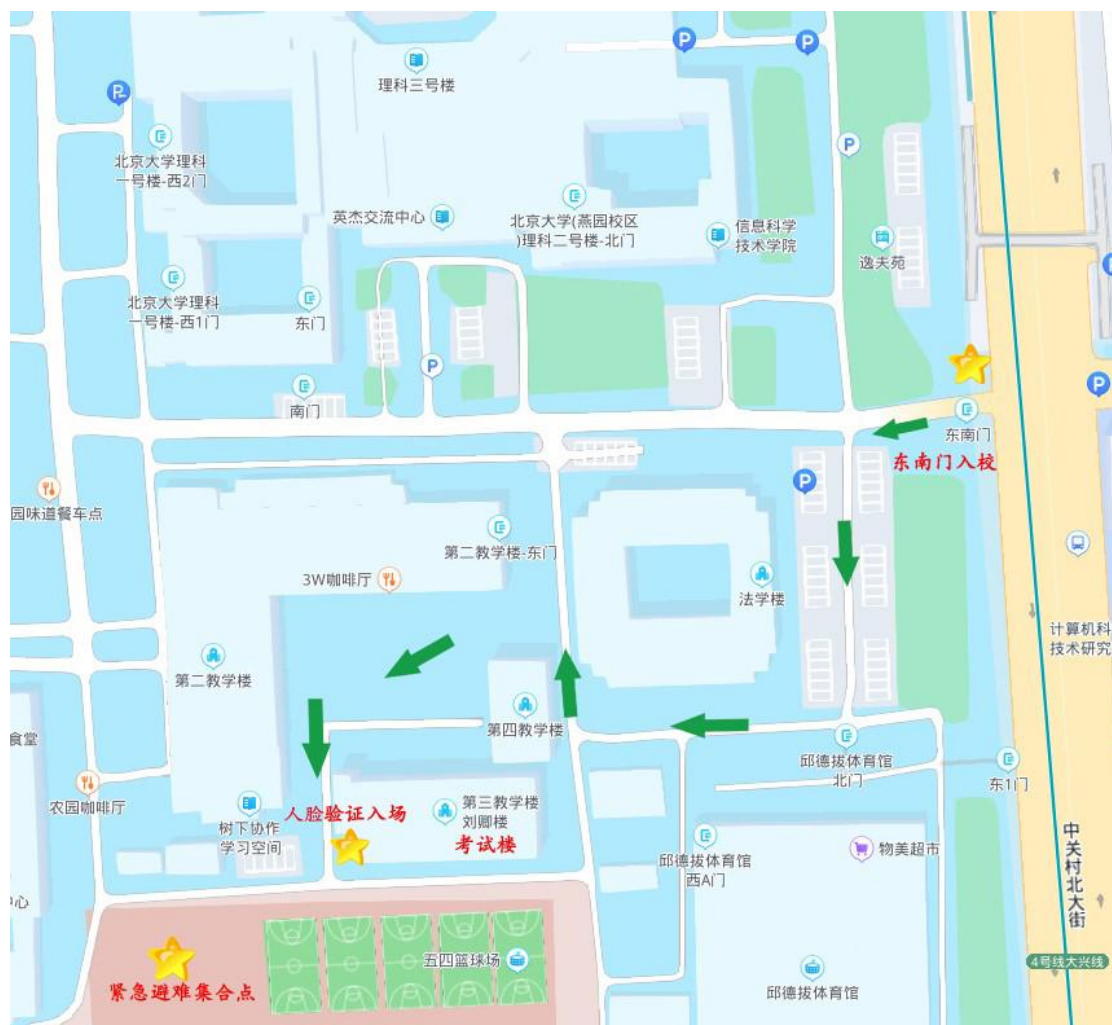 理科三号楼
北京大学理科
一号楼-西2门
英杰交流中心
北京大学(燕园校区
)理科二号楼-北门
信息科学
技术学院
逸夫苑
北京大学理科
一号楼-西1门
东门
南门
东南门
东南门入校
园味道餐车点
第二教学楼-东门
3W咖啡厅
法学楼
计算机科
技术研究
第二教学楼
第四教学楼
食堂
邱德拔体育馆
北门
东1门
农园咖啡厅
树下协作
学习空间
人脸验证入场
第三教学楼
刘卿楼
考试楼
邱德拔体育馆
西A门
物美超市
中关村北大街
中心
五四篮球场
4号线大兴线
紧急避难集合点
邱德拔体育馆